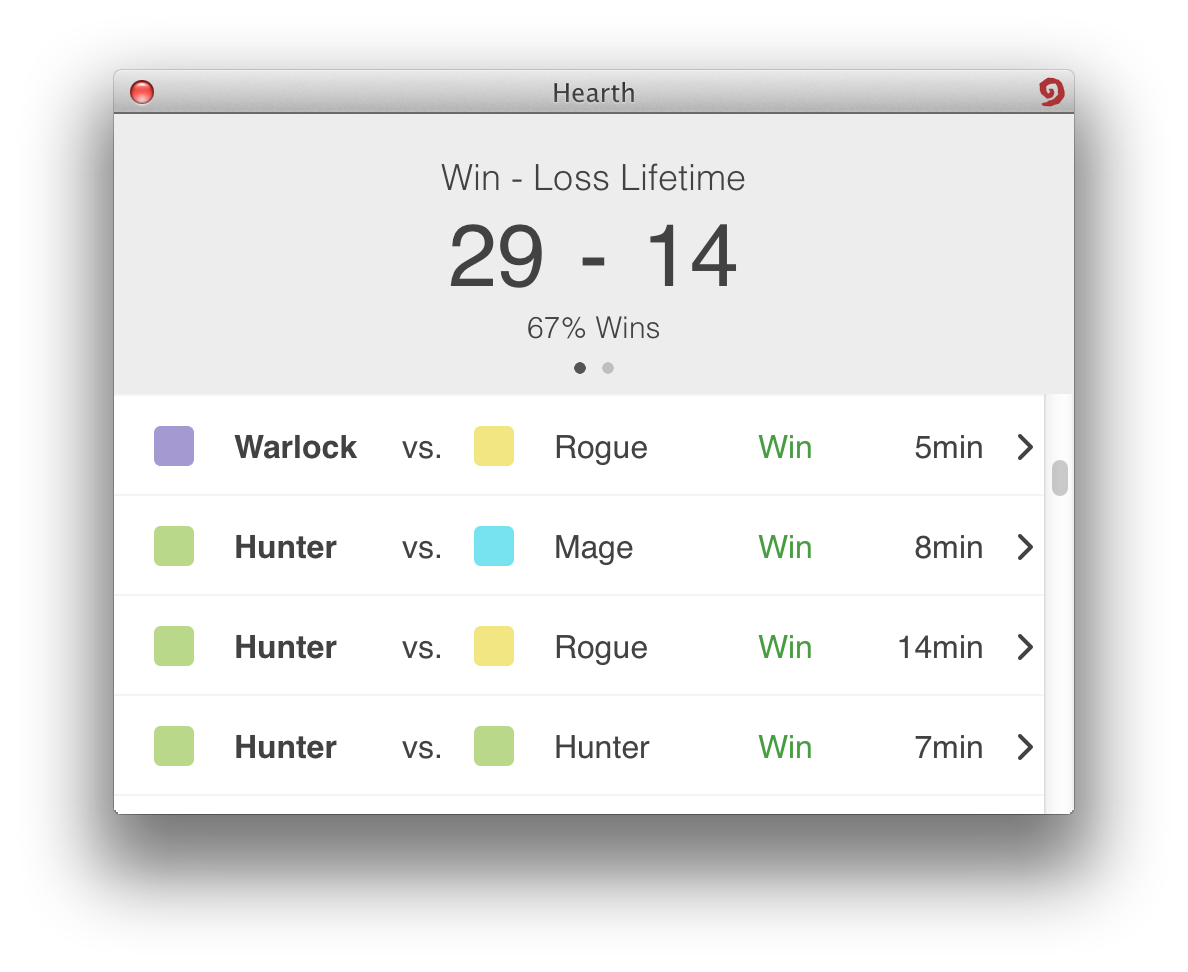 Hearth
Win - Loss Lifetime
29 - 14
67% Wins
Warlock vs. Rogue Win 5min
Hunter vs. Mage Win 8min
Hunter vs. Rogue Win 14min
Hunter vs. Hunter Win 7min